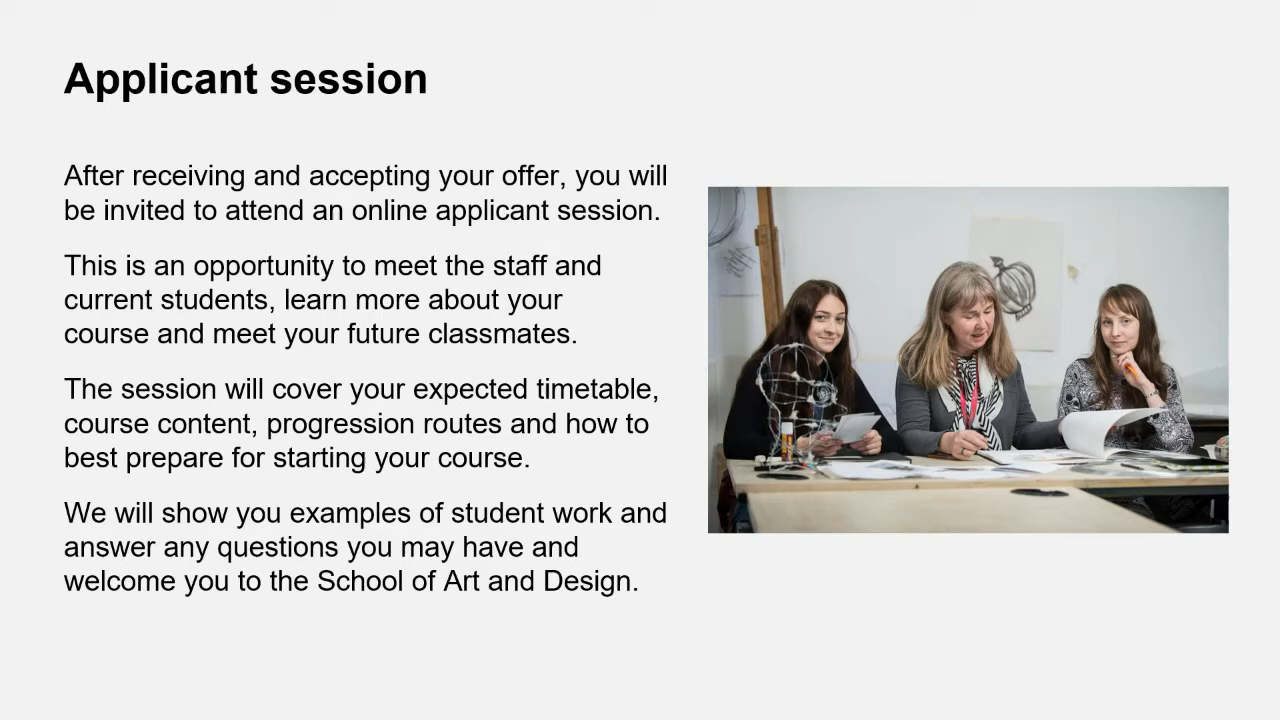 Applicant session
After receiving and accepting your offer, you will
be invited to attend an online applicant session.
This is an opportunity to meet the staff and
current students, learn more about your
course and meet your future classmates.
The session will cover your expected timetable,
course content, progression routes and how to
best prepare for starting your course.
We will show you examples of student work and
answer any questions you may have and
welcome you to the School of Art and Design.